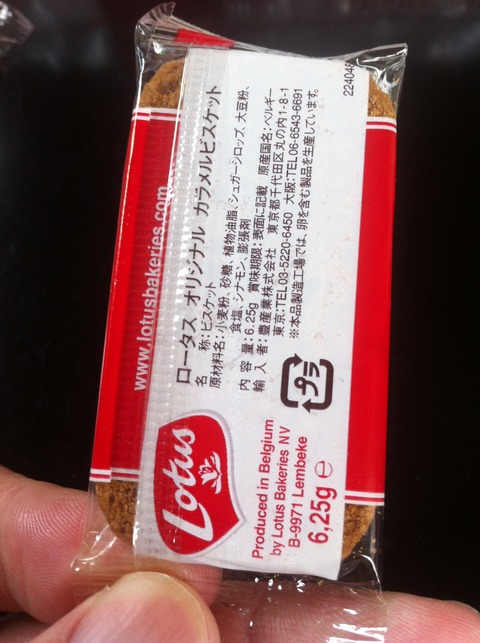 www.lotusbakeries.com
ロータス オリジナル カラメルビスケット
名 称:ビスケット
原材料名:小麦粉、砂糖、植物油脂、シュガーシロップ、大豆粉、
食塩、シナモン、膨張剤
内 容 量:6.25g 賞味期限:表面に記載 原産国名:ベルギー
輸 入 者:豊産業株式会社 東京都千代田区丸の内1-8-1
東京:TEL03-5220-6450 大阪:TEL06-6543-6691
※本品製造工場では、卵を含む製品を生産しています。
224048
プラ
Lotus
Produced in Belgium
by Lotus Bakeries NV
B-9971 Lembeke
6,25g ℮